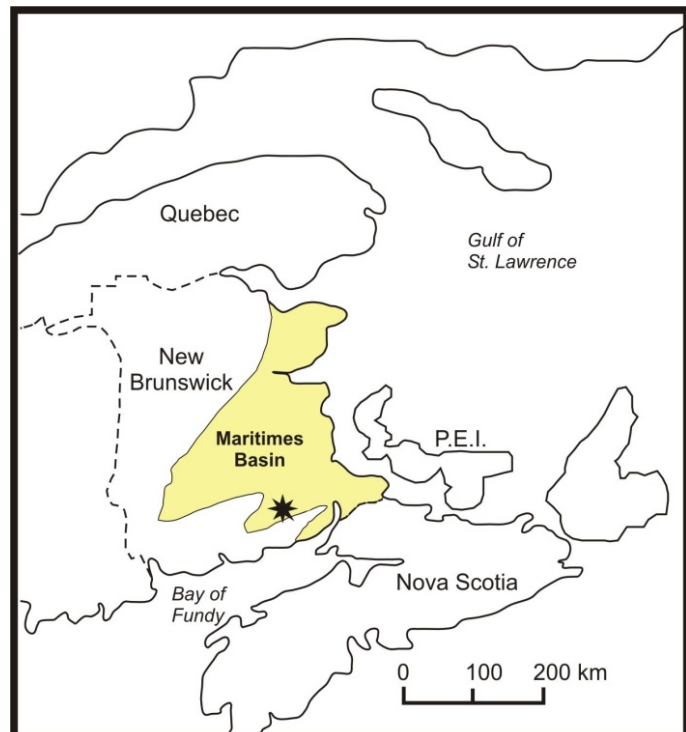 Quebec
Gulf of
St. Lawrence
New
Brunswick
Maritimes
Basin
P.E.I.
Nova Scotia
Bay of
Fundy
0 100 200 km